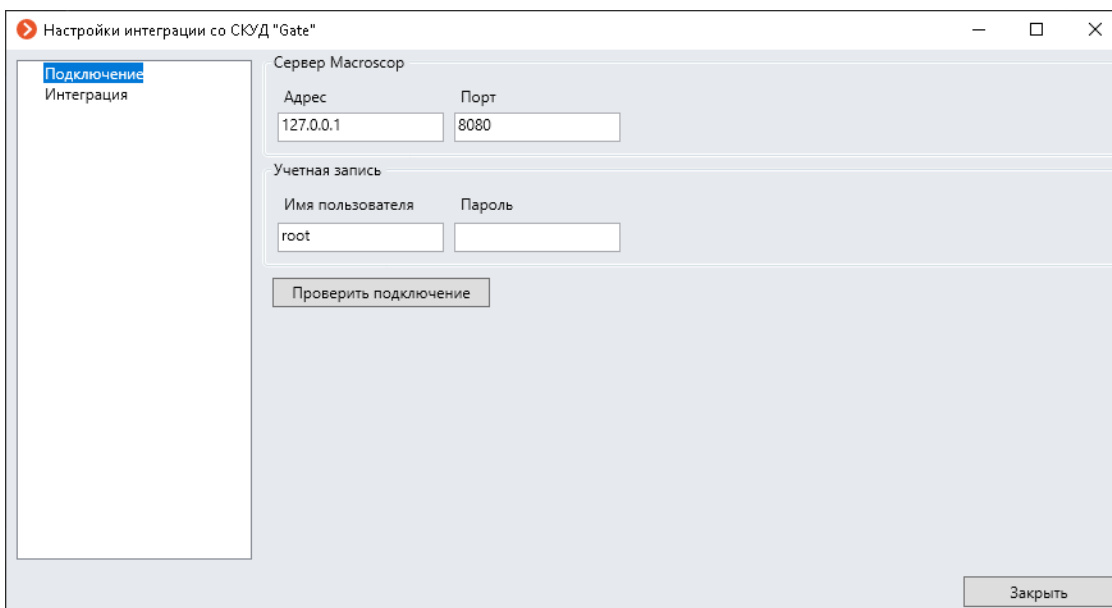 Настройки интеграции со СКУД "Gate"
Подключение
Интеграция
Сервер Macroscop
Адрес Порт
127.0.0.1 8080
Учетная запись
Имя пользователя Пароль
root
Проверить подключение
Закрыть